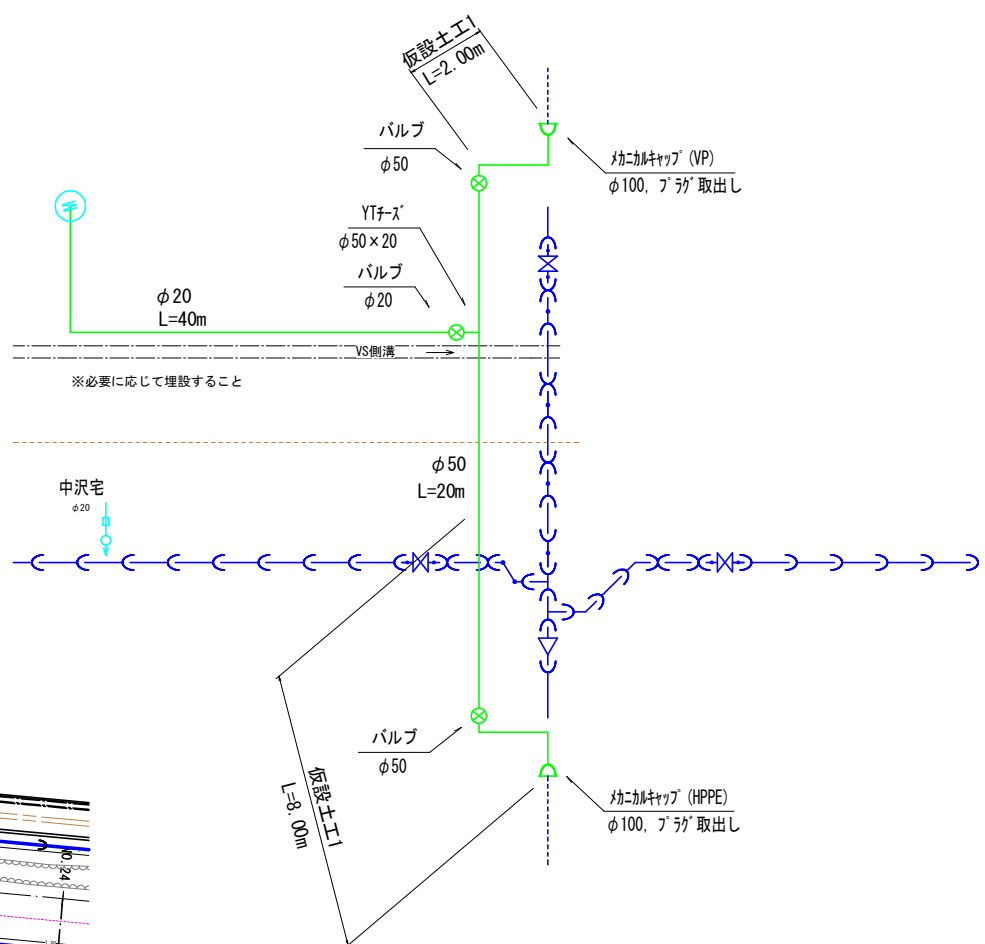 仮設土工1
L=2.00m
バルブ
φ50
メカニカルキャップ (VP)
φ100, プラグ取出し
YTチーズ
φ50×20
バルブ
φ20
φ20
L=40m
VS側溝
※必要に応じて埋設すること
φ50
L=20m
中沢宅
φ20
バルブ
φ50
仮設土工1
L=8.00m
メカニカルキャップ (HPPE)
φ100, プラグ取出し